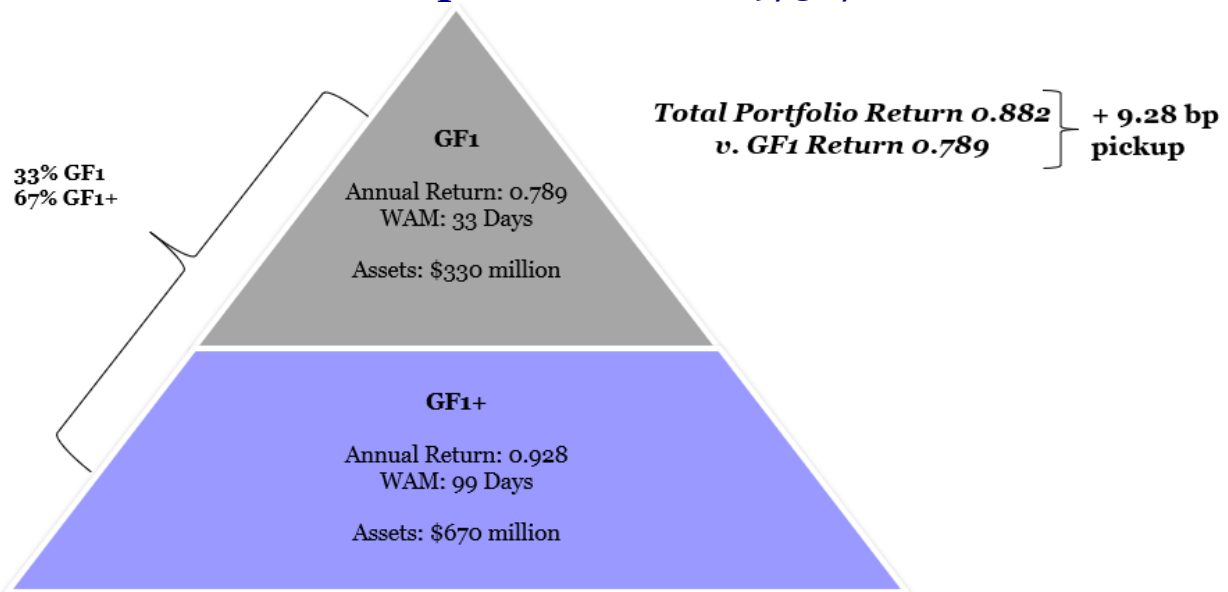 GF1
Annual Return: 0.789
WAM: 33 Days
Assets: $330 million
33% GF1
67% GF1+
Total Portfolio Return 0.882
v. GF1 Return 0.789
+ 9.28 bp
pickup
GF1+
Annual Return: 0.928
WAM: 99 Days
Assets: $670 million